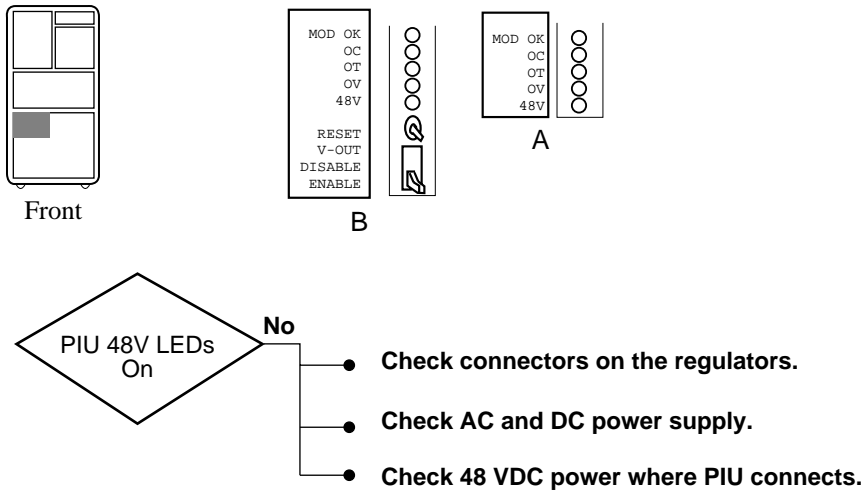 Front
MOD OK
OC
OT
OV
48V
RESET
V-OUT
DISABLE
ENABLE
B
MOD OK
OC
OT
OV
48V
A
PIU 48V LEDs
On
No
Check connectors on the regulators.
Check AC and DC power supply.
Check 48 VDC power where PIU connects.